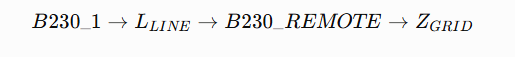 B230_1 → L_LINE → B230_REMOTE → Z_GRID